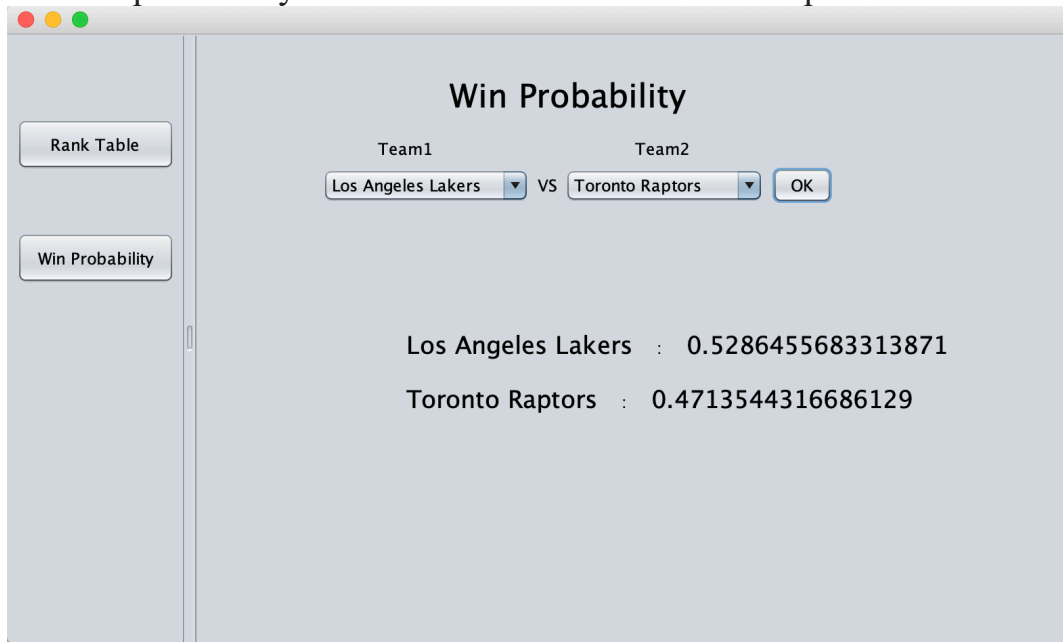 Win Probability
Rank Table
Team1 Team2
Los Angeles Lakers VS Toronto Raptors OK
Win Probability
Los Angeles Lakers : 0.5286455683313871
Toronto Raptors : 0.4713544316686129